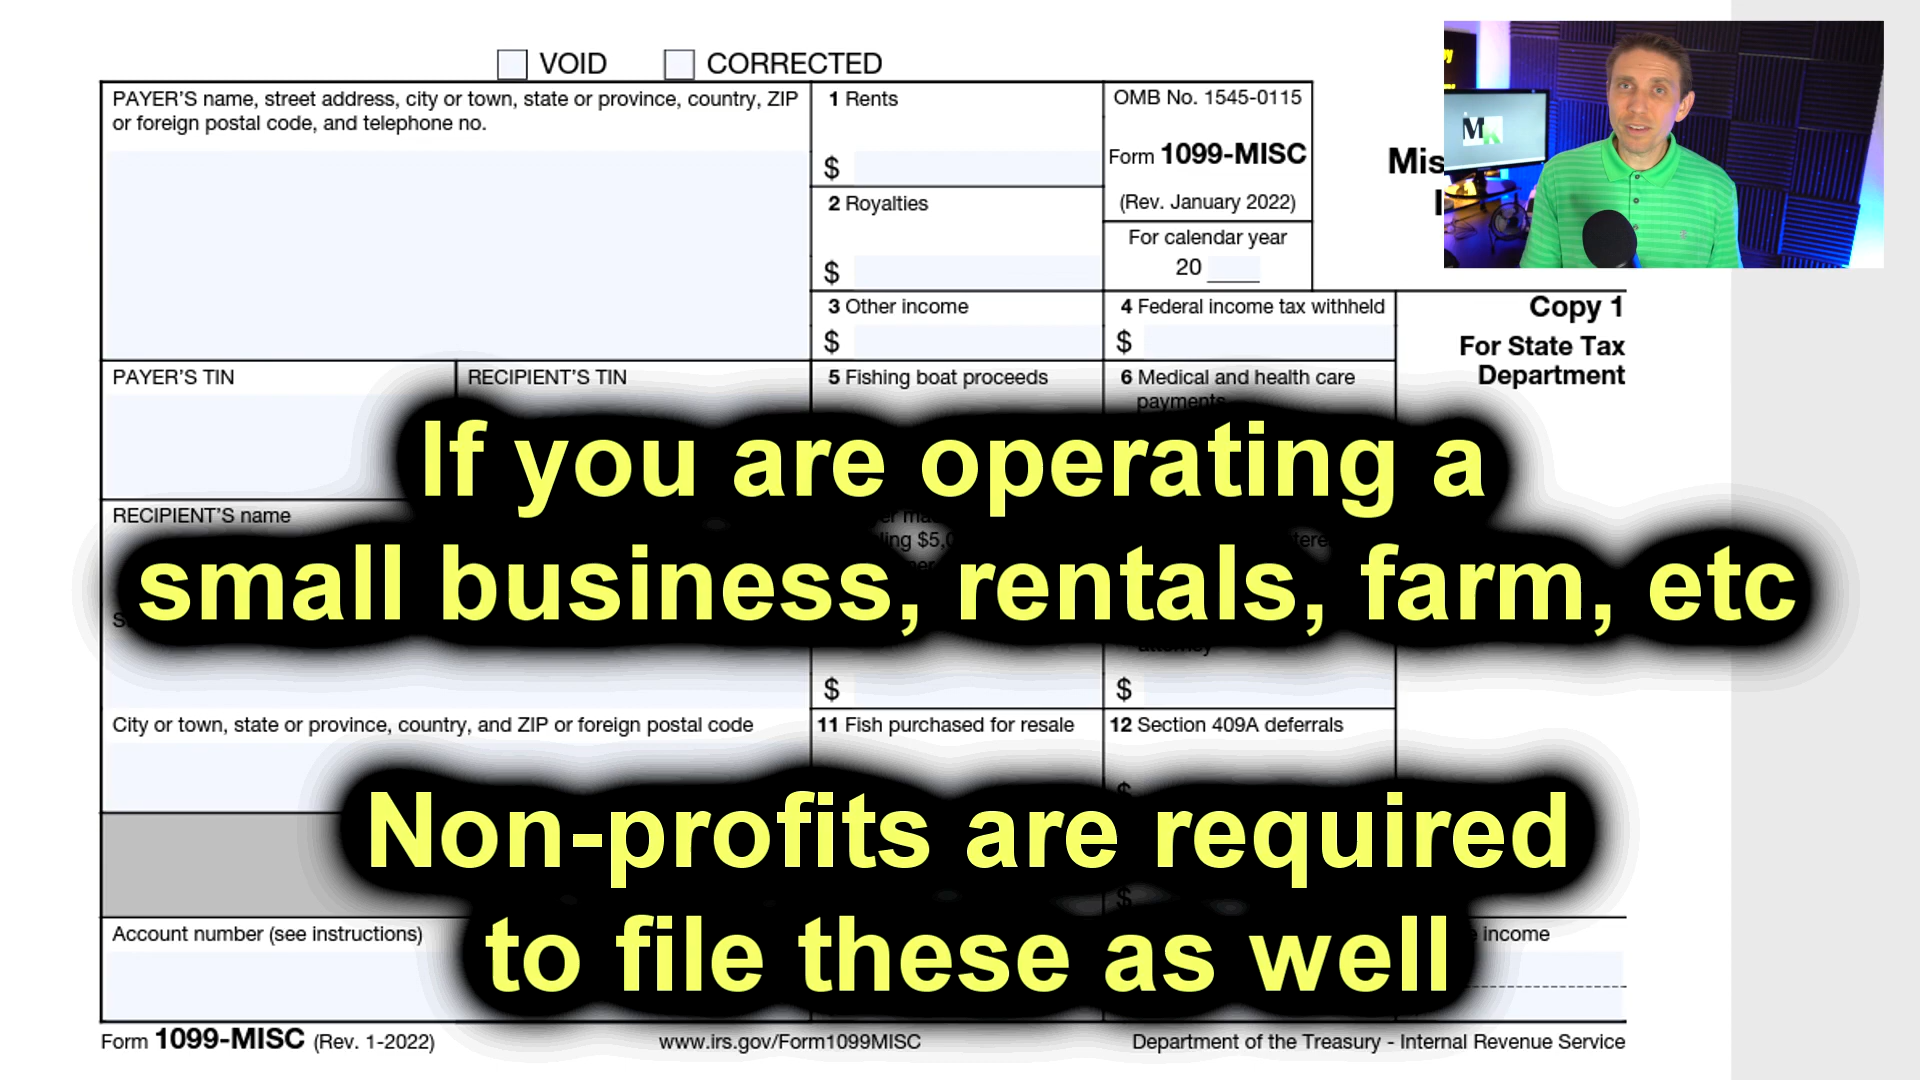 VOID CORRECTED
PAYER'S name, street address, city or town, state or province, country, ZIP
or foreign postal code, and telephone no.
1 Rents
$
2 Royalties
$
OMB No. 1545-0115
Form 1099-MISC
(Rev. January 2022)
For calendar year
20
Mis
3 Other income
$
4 Federal income tax withheld
$
Copy 1
For State Tax
Department
PAYER'S TIN
RECIPIENT'S TIN
5 Fishing boat proceeds
6 Medical and health care
payments
If you are operating a
RECIPIENT'S name
small business, rentals, farm, etc
$
$
City or town, state or province, country, and ZIP or foreign postal code
11 Fish purchased for resale
12 Section 409A deferrals
$
Non-profits are required
$
to file these as well
Account number (see instructions)
income
Form 1099-MISC (Rev. 1-2022)
www.irs.gov/Form1099MISC
Department of the Treasury - Internal Revenue Service
MK